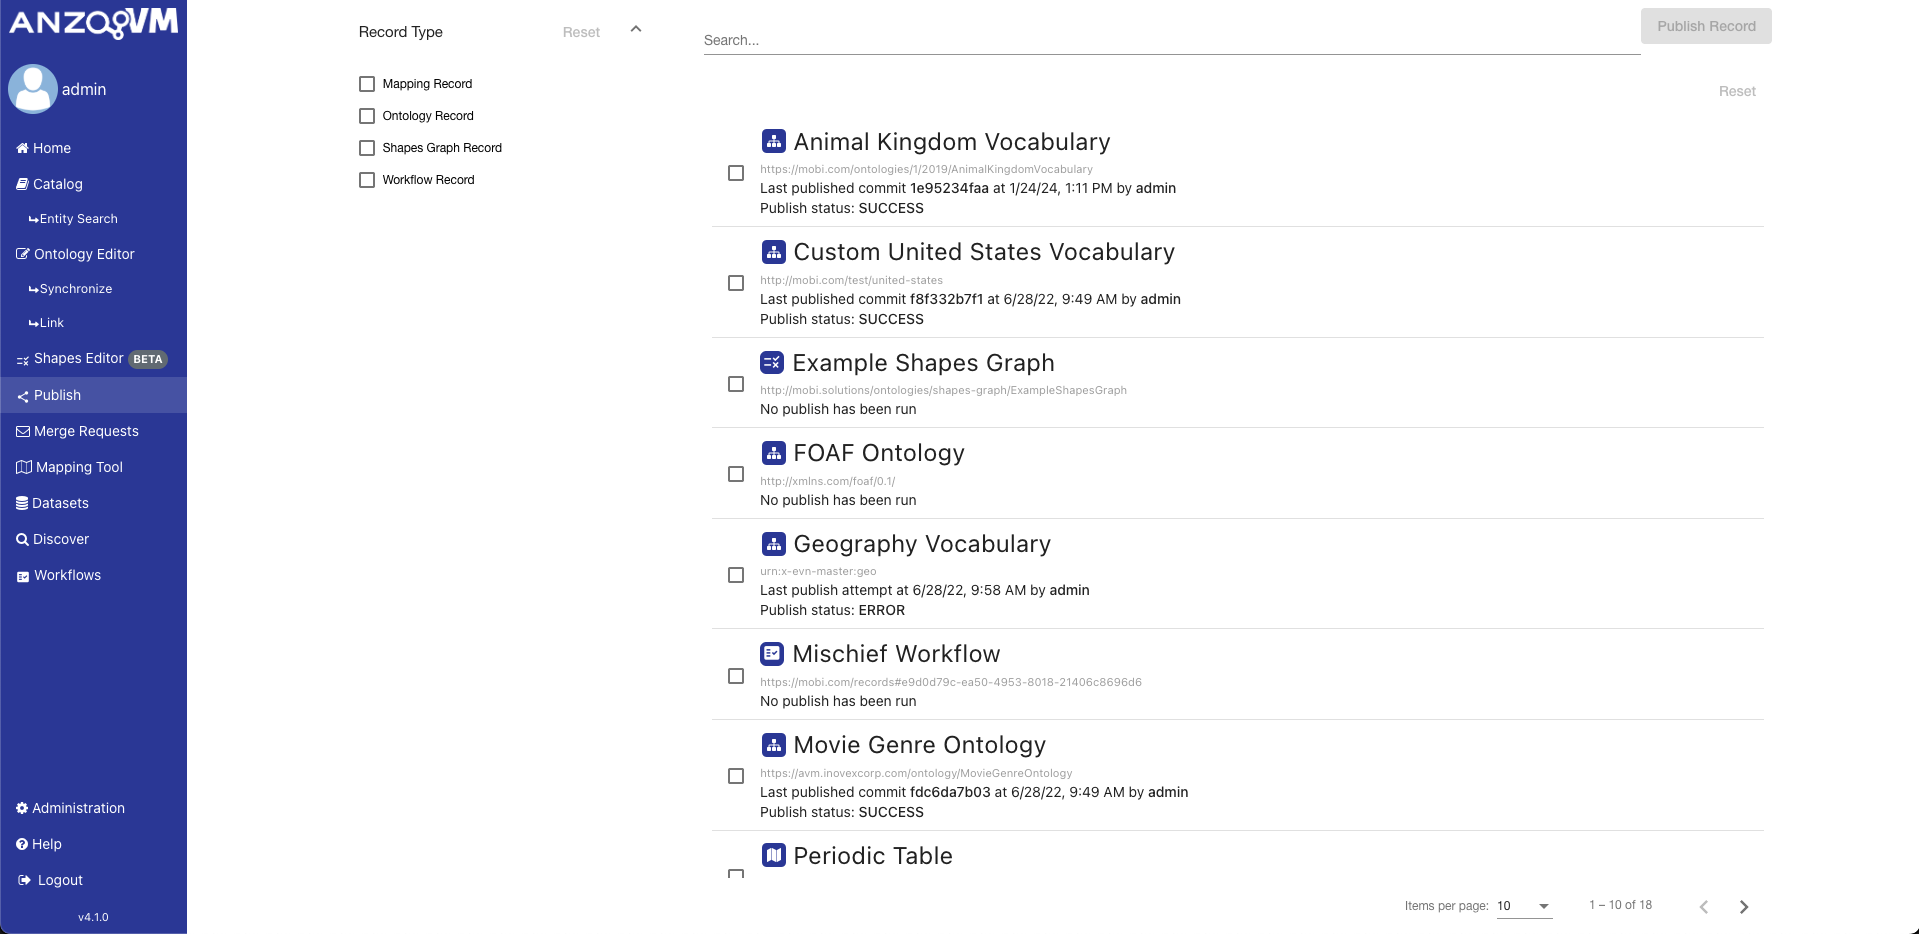 ANZOAVM
admin
Home
Catalog
Entity Search
Ontology Editor
Synchronize
Link
Shapes Editor BETA
Publish
Merge Requests
Mapping Tool
Datasets
Discover
Workflows
Administration
Help
Logout
v4.1.0
Record Type Reset
Mapping Record
Ontology Record
Shapes Graph Record
Workflow Record
Search...
Publish Record
Reset
Animal Kingdom Vocabulary
https://mobi.com/ontologies/1/2019/AnimalKingdomVocabulary
Last published commit 1e95234faa at 1/24/24, 1:11 PM by admin
Publish status: SUCCESS
Custom United States Vocabulary
http://mobi.com/test/united-states
Last published commit f8f332b7f1 at 6/28/22, 9:49 AM by admin
Publish status: SUCCESS
Example Shapes Graph
http://mobi.solutions/ontologies/shapes-graph/ExampleShapesGraph
No publish has been run
FOAF Ontology
http://xmlns.com/foaf/0.1/
No publish has been run
Geography Vocabulary
urn:x-evn-master:geo
Last publish attempt at 6/28/22, 9:58 AM by admin
Publish status: ERROR
Mischief Workflow
https://mobi.com/records#e9d0d79c-ea50-4953-8018-21406c8696d6
No publish has been run
Movie Genre Ontology
https://avm.inovexcorp.com/ontology/MovieGenreOntology
Last published commit fdc6da7b03 at 6/28/22, 9:49 AM by admin
Publish status: SUCCESS
Periodic Table
Items per page: 10 1 – 10 of 18